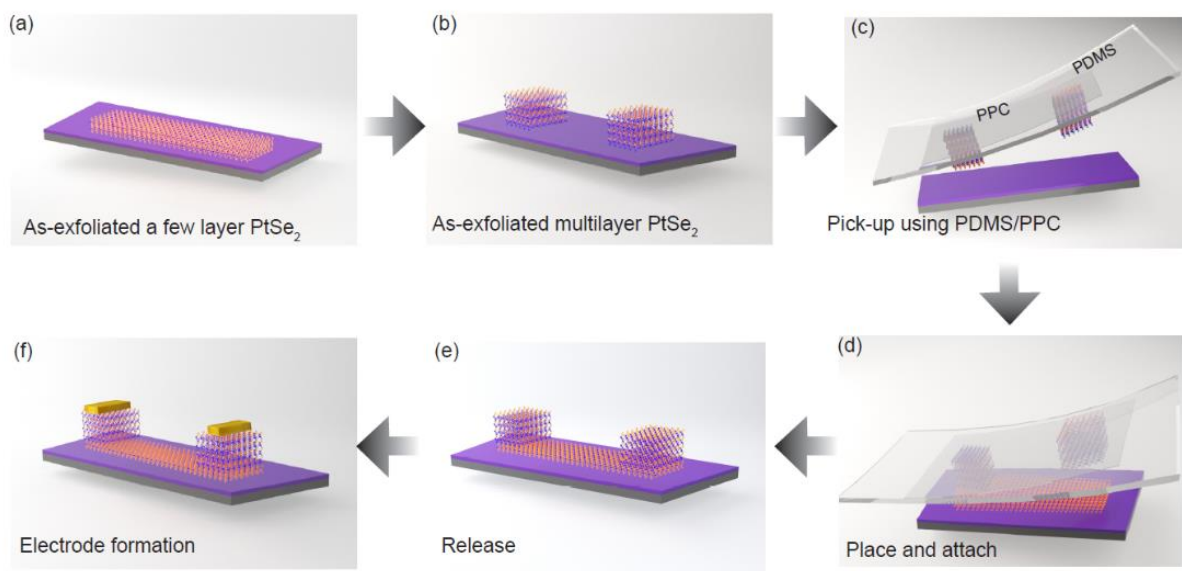 (a)
As-exfoliated a few layer PtSe₂
(b)
As-exfoliated multilayer PtSe₂
(c)
PDMS
PPC
Pick-up using PDMS/PPC
(d)
Place and attach
(e)
Release
(f)
Electrode formation